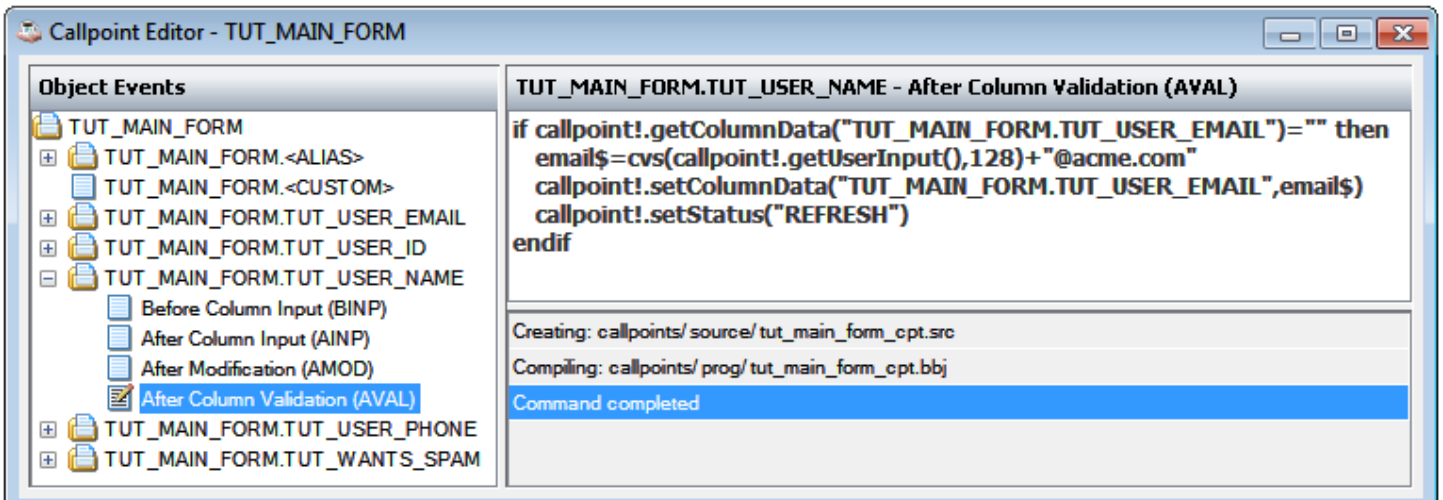 Callpoint Editor - TUT_MAIN_FORM
Object Events
TUT_MAIN_FORM
TUT_MAIN_FORM.<ALIAS>
TUT_MAIN_FORM.<CUSTOM>
TUT_MAIN_FORM.TUT_USER_EMAIL
TUT_MAIN_FORM.TUT_USER_ID
TUT_MAIN_FORM.TUT_USER_NAME
Before Column Input (BINP)
After Column Input (AINP)
After Modification (AMOD)
After Column Validation (AVAL)
TUT_MAIN_FORM.TUT_USER_PHONE
TUT_MAIN_FORM.TUT_WANTS_SPAM
TUT_MAIN_FORM.TUT_USER_NAME - After Column Validation (AVAL)
if callpoint!.getColumnData("TUT_MAIN_FORM.TUT_USER_EMAIL")="" then
email$=cvs(callpoint!.getUserInput(),128)+"@acme.com"
callpoint!.setColumnData("TUT_MAIN_FORM.TUT_USER_EMAIL",email$)
callpoint!.setStatus("REFRESH")
endif
Creating: callpoints/source/tut_main_form_cpt.src
Compiling: callpoints/prog/tut_main_form_cpt.bbj
Command completed